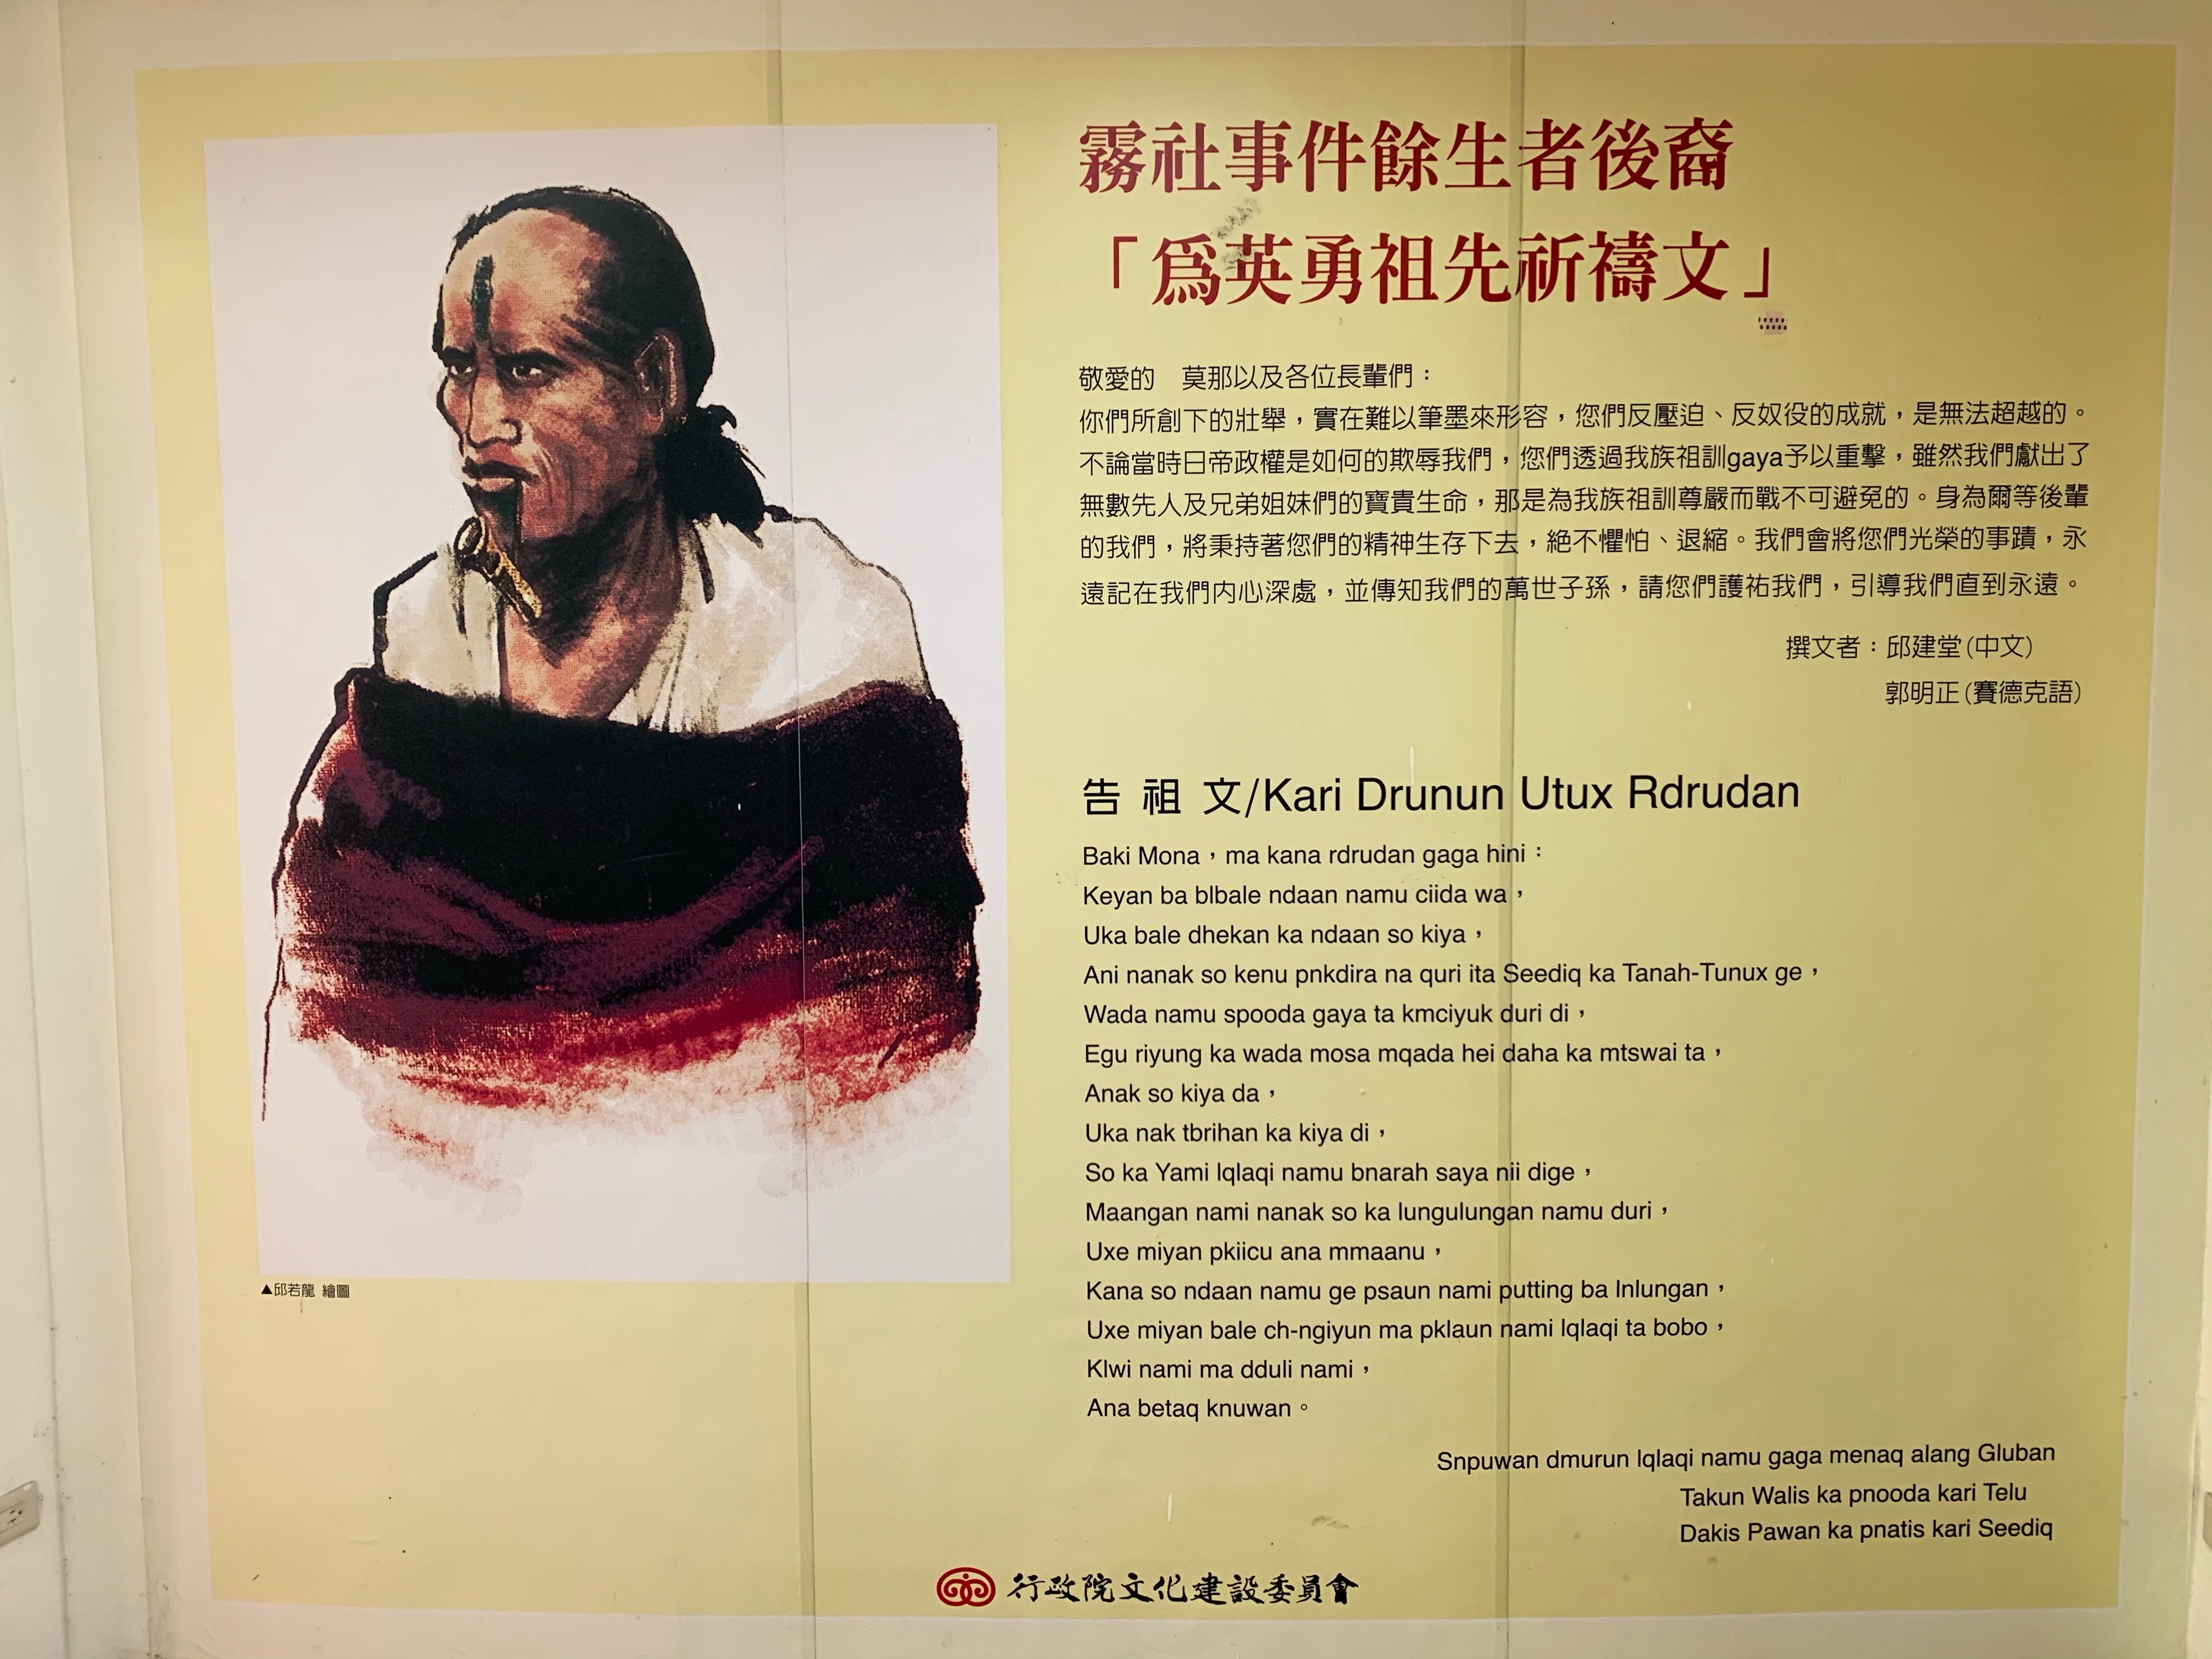 霧社事件餘生者後裔
「爲英勇祖先祈禱文」
敬愛的　莫那以及各位長輩們：
你們所創下的壯舉，實在難以筆墨來形容，您們反壓迫、反奴役的成就，是無法超越的。
不論當時日帝政權是如何的欺辱我們，您們透過我族祖訓gaya予以重擊，雖然我們獻出了
無數先人及兄弟姐妹們的寶貴生命，那是為我族祖訓尊嚴而戰不可避免的。身為爾等後輩
的我們，將秉持著您們的精神生存下去，絕不懼怕、退縮。我們會將您們光榮的事蹟，永
遠記在我們內心深處，並傳知我們的萬世子孫，請您們護祐我們，引導我們直到永遠。
撰文者：邱建堂(中文)
郭明正(賽德克語)
告 祖 文/Kari Drunun Utux Rdrudan
Baki Mona，ma kana rdrudan gaga hini：
Keyan ba blbale ndaan namu ciida wa，
Uka bale dhekan ka ndaan so kiya，
Ani nanak so kenu pnkdira na quri ita Seediq ka Tanah-Tunux ge，
Wada namu spooda gaya ta kmciyuk duri di，
Egu riyung ka wada mosa mqada hei daha ka mtswai ta，
Anak so kiya da，
Uka nak tbrihan ka kiya di，
So ka Yami lqlaqi namu bnarah saya nii dige，
Maangan nami nanak so ka lungulungan namu duri，
Uxe miyan pkiicu ana mmaanu，
Kana so ndaan namu ge psaun nami putting ba lnlungan，
Uxe miyan bale ch-ngiyun ma pklaun nami lqlaqi ta bobo，
Klwi nami ma dduli nami，
Ana betaq knuwan。
Snpuwan dmurun lqlaqi namu gaga menaq alang Gluban
Takun Walis ka pnooda kari Telu
Dakis Pawan ka pnatis kari Seediq
▲邱若龍 繪圖
行政院文化建設委員會